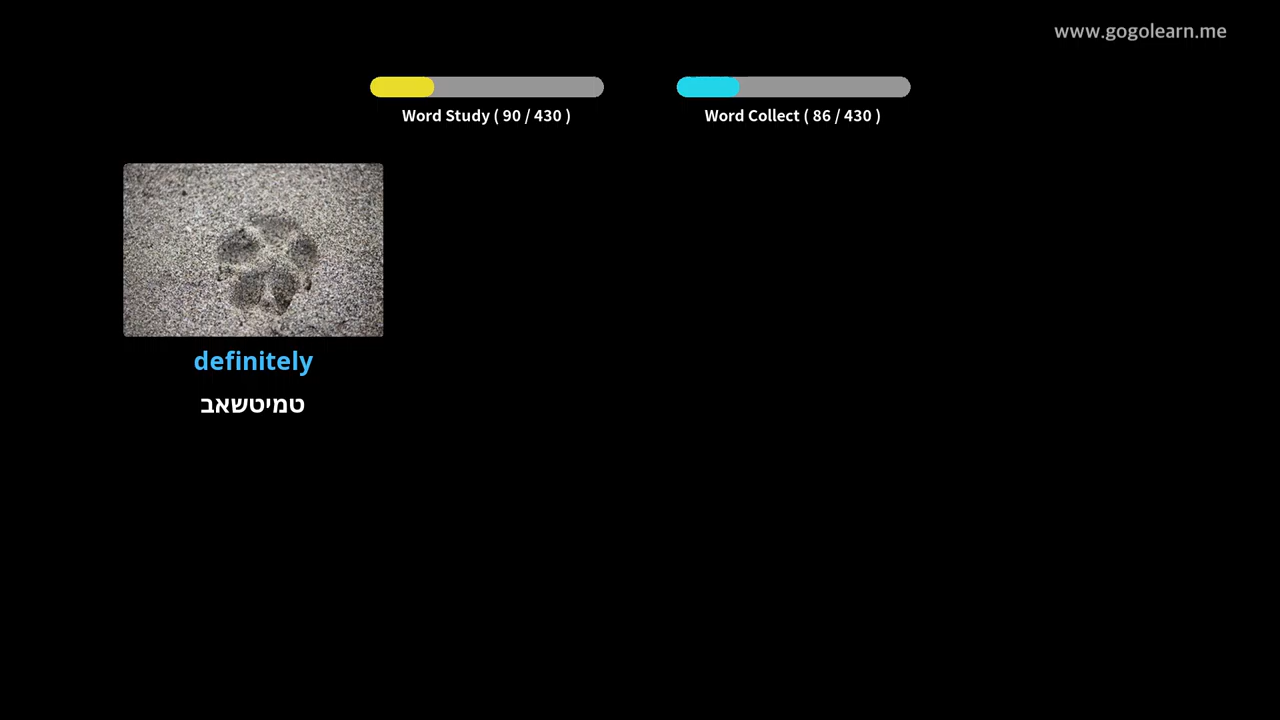 www.gogolearn.me
Word Study ( 90 / 430 )
Word Collect ( 86 / 430 )
definitely
טמיטשאב